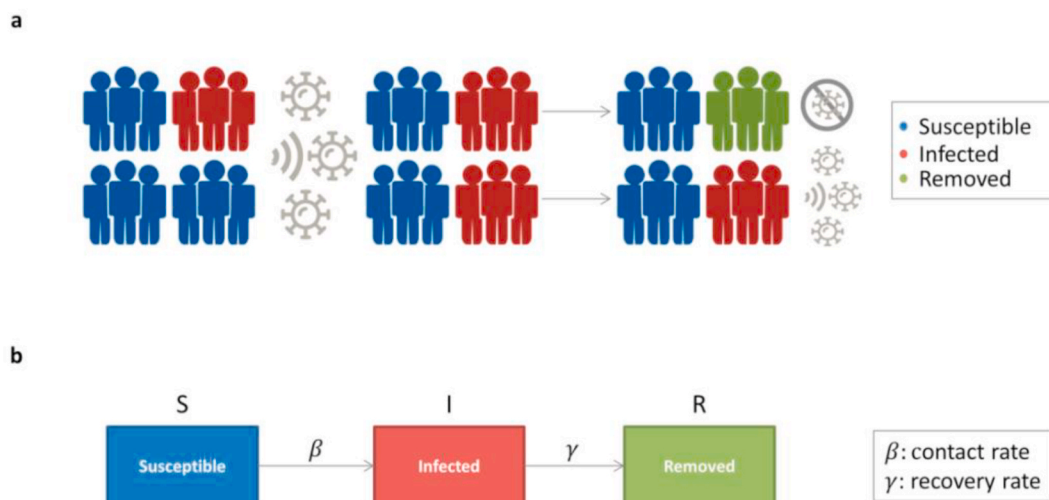 a
• Susceptible
• Infected
• Removed
b
S I R
Susceptible β Infected γ Removed
β: contact rate
γ: recovery rate